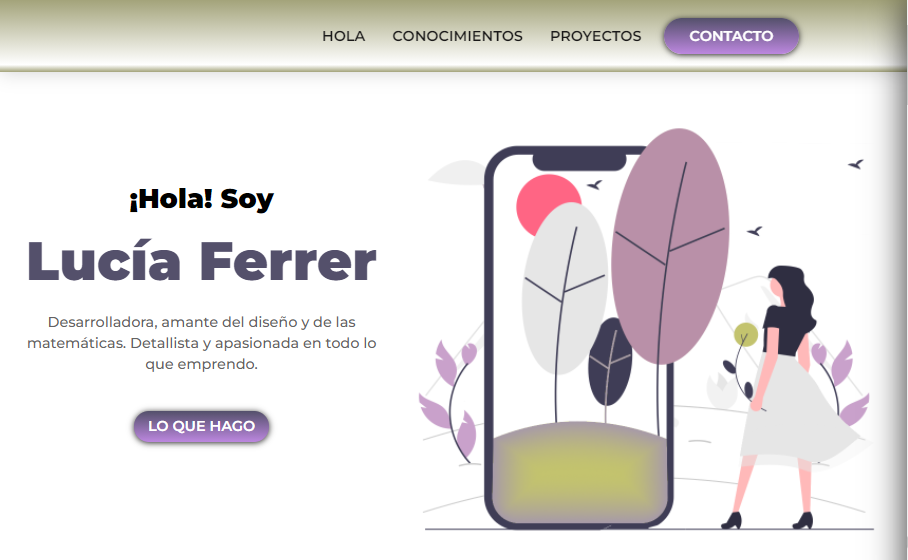 HOLA CONOCIMIENTOS PROYECTOS CONTACTO
¡Hola! Soy
Lucía Ferrer
Desarrolladora, amante del diseño y de las
matemáticas. Detallista y apasionada en todo lo
que emprendo.
LO QUE HAGO